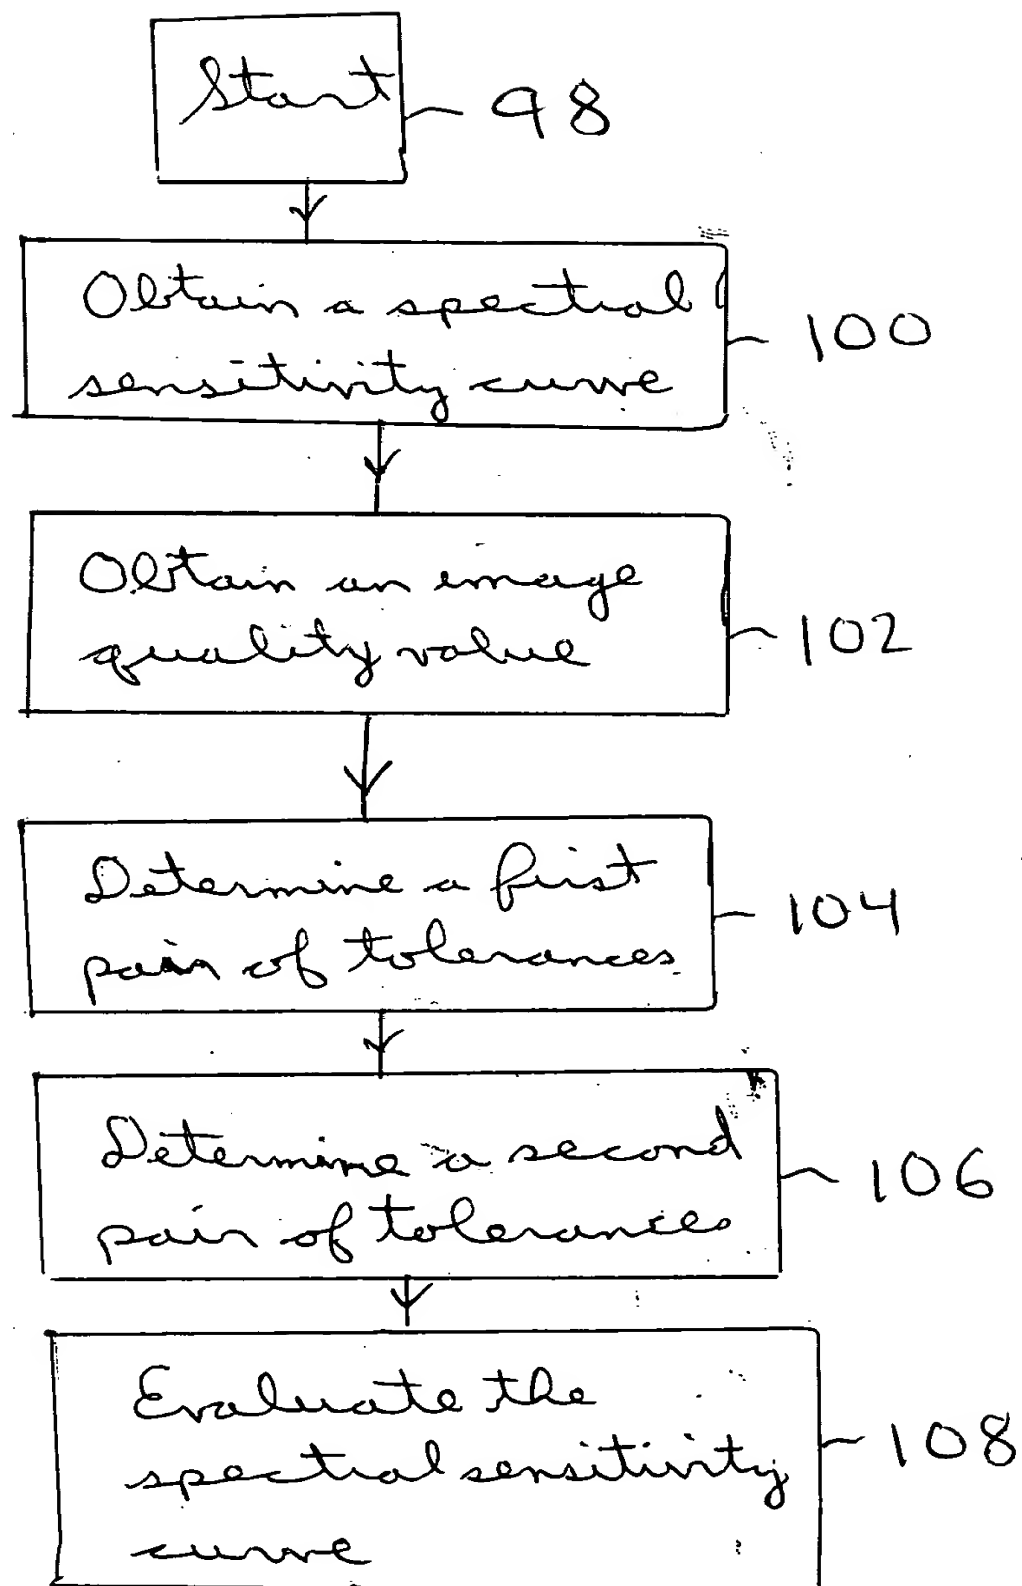 Start
98
Obtain a spectral
sensitivity curve
100
Obtain an image
quality value
102
Determine a first
pair of tolerances
104
Determine a second
pair of tolerances
106
Evaluate the
spectral sensitivity
curve
108